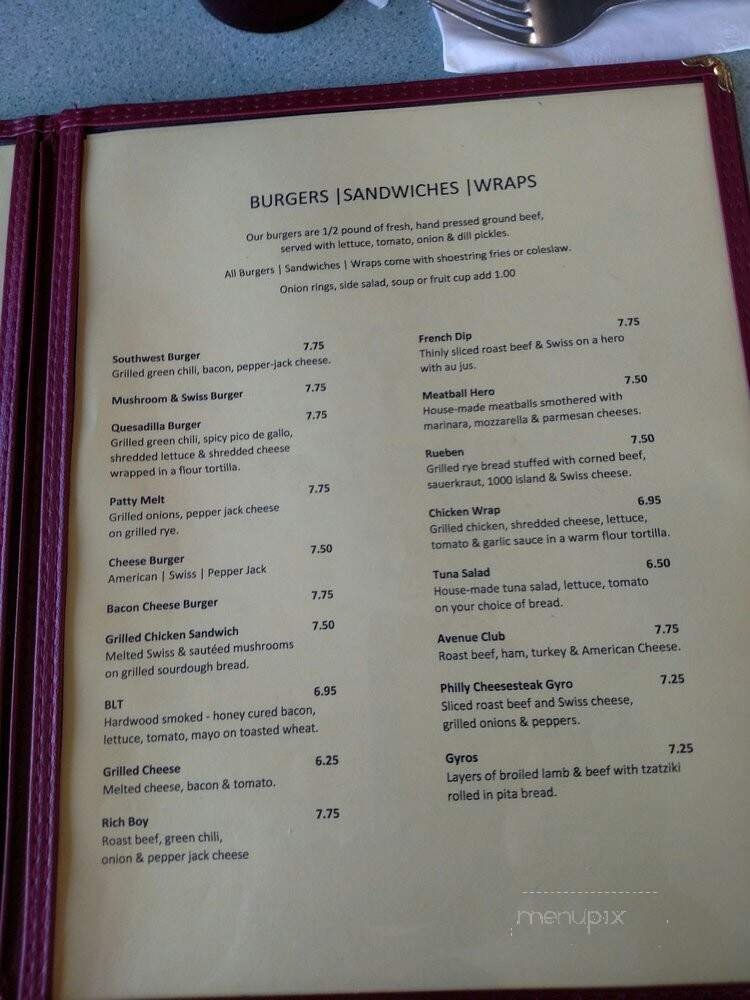 BURGERS |SANDWICHES |WRAPS
Our burgers are 1/2 pound of fresh, hand pressed ground beef,
served with lettuce, tomato, onion & dill pickles.
All Burgers | Sandwiches | Wraps come with shoestring fries or coleslaw.
Onion rings, side salad, soup or fruit cup add 1.00
Southwest Burger 7.75
Grilled green chili, bacon, pepper-jack cheese.
Mushroom & Swiss Burger 7.75
Quesadilla Burger 7.75
Grilled green chili, spicy pico de gallo,
shredded lettuce & shredded cheese
wrapped in a flour tortilla.
Patty Melt 7.75
Grilled onions, pepper jack cheese
on grilled rye.
Cheese Burger 7.50
American | Swiss | Pepper Jack
Bacon Cheese Burger 7.75
Grilled Chicken Sandwich 7.50
Melted Swiss & sautéed mushrooms
on grilled sourdough bread.
BLT 6.95
Hardwood smoked - honey cured bacon,
lettuce, tomato, mayo on toasted wheat.
Grilled Cheese 6.25
Melted cheese, bacon & tomato.
Rich Boy 7.75
Roast beef, green chili,
onion & pepper jack cheese
French Dip 7.75
Thinly sliced roast beef & Swiss on a hero
with au jus.
Meatball Hero 7.50
House-made meatballs smothered with
marinara, mozzarella & parmesan cheeses.
Rueben 7.50
Grilled rye bread stuffed with corned beef,
sauerkraut, 1000 island & Swiss cheese.
Chicken Wrap 6.95
Grilled chicken, shredded cheese, lettuce,
tomato & garlic sauce in a warm flour tortilla.
Tuna Salad 6.50
House-made tuna salad, lettuce, tomato
on your choice of bread.
Avenue Club 7.75
Roast beef, ham, turkey & American Cheese.
Philly Cheesesteak Gyro 7.25
Sliced roast beef and Swiss cheese,
grilled onions & peppers.
Gyros 7.25
Layers of broiled lamb & beef with tzatziki
rolled in pita bread.
menupix